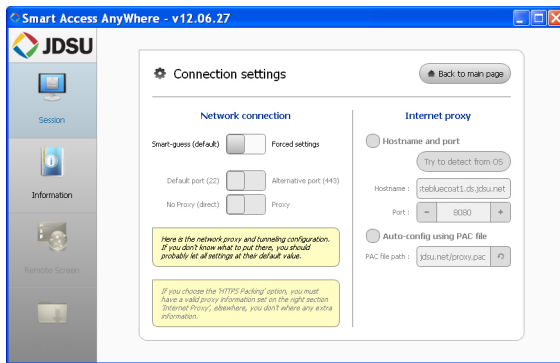 Smart Access AnyWhere - v12.06.27
JDSU
Session
Information
Remote Screen
Connection settings
Back to main page
Network connection
Smart-guess (default) Forced settings
Default port (22) Alternative port (443)
No Proxy (direct) Proxy
Here is the network proxy and tunneling configuration.
If you don't know what to put there, you should
probably let all settings at their default value.
If you choose the 'HTTPS Packing' option, you must
have a valid proxy information set on the right section
'Internet Proxy', elsewhere, you don't where any extra
information.
Internet proxy
Hostname and port
Try to detect from OS
Hostname : stebluecoat1.ds.jdsu.net
Port : - 8080 +
Auto-config using PAC file
PAC file path : jdsu.net/proxy.pac